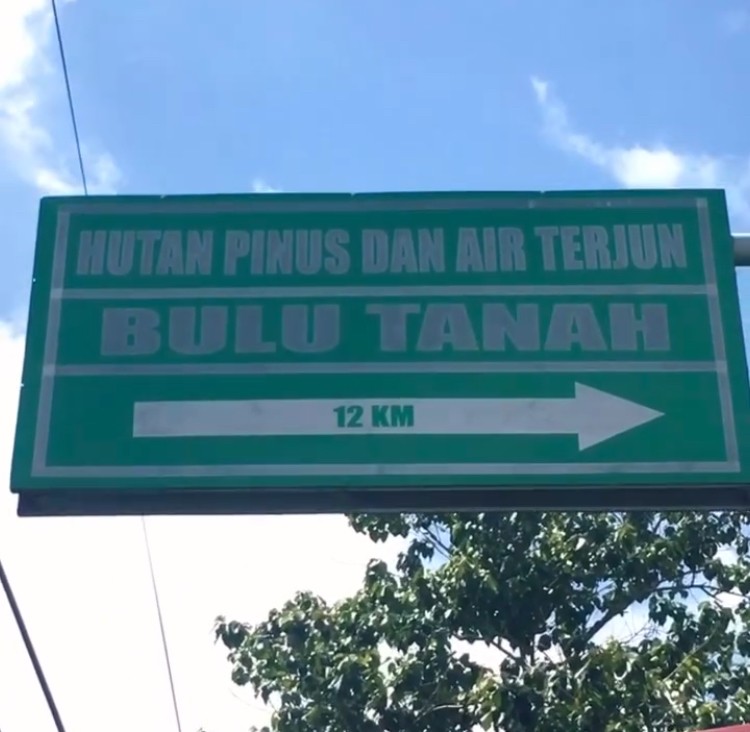 HUTAN PINUS DAN AIR TERJUN
BULU TANAH
12 KM